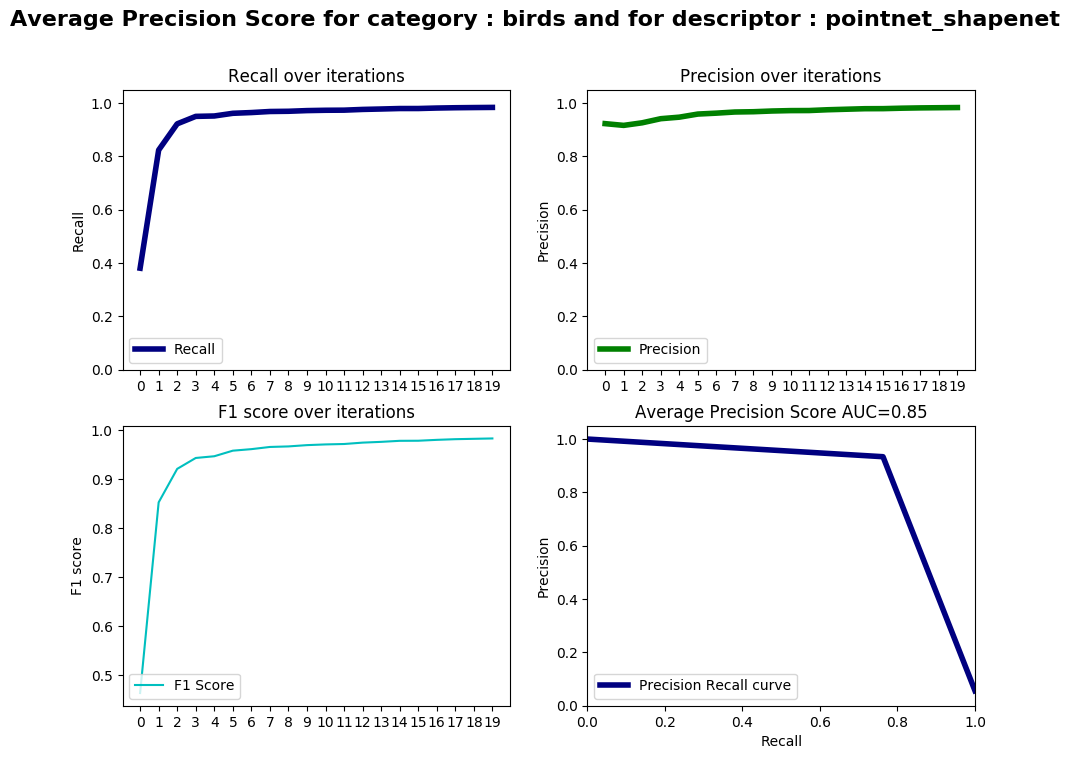 Average Precision Score for category : birds and for descriptor : pointnet_shapenet
Recall over iterations
1.0
0.8
0.6
0.4
0.2
0.0
Recall
Recall
0 1 2 3 4 5 6 7 8 9 10 11 12 13 14 15 16 17 18 19
Precision over iterations
1.0
0.8
0.6
0.4
0.2
0.0
Precision
Precision
0 1 2 3 4 5 6 7 8 9 10 11 12 13 14 15 16 17 18 19
F1 score over iterations
1.0
0.9
0.8
0.7
0.6
0.5
F1 score
F1 Score
0 1 2 3 4 5 6 7 8 9 10 11 12 13 14 15 16 17 18 19
Average Precision Score AUC=0.85
1.0
0.8
0.6
0.4
0.2
0.0
Precision
Precision Recall curve
0.0 0.2 0.4 0.6 0.8 1.0
Recall